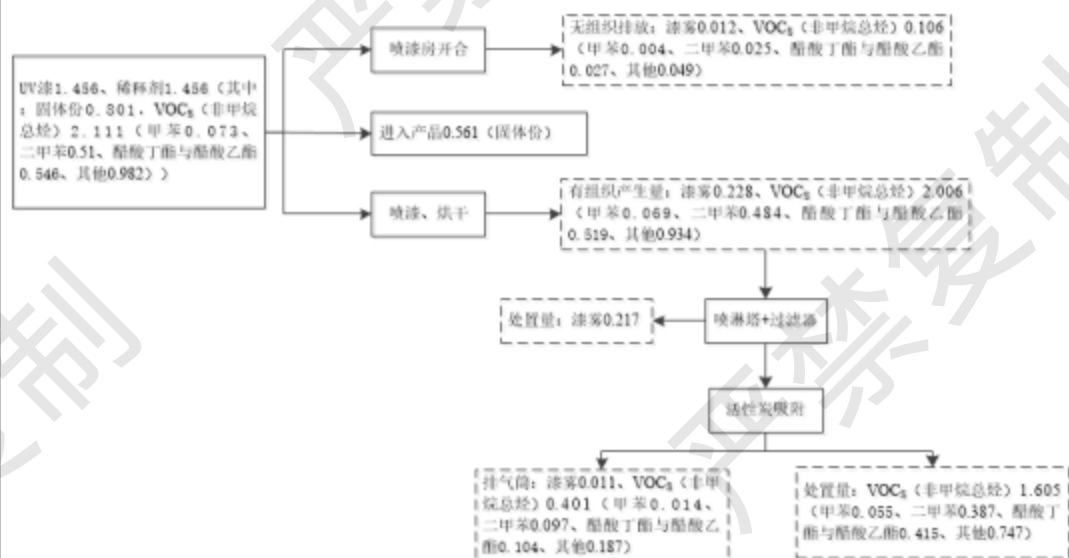 UV漆1.456、稀释剂1.456（其中
：固体份0.801，VOCs（非甲烷
总烃）2.111（甲苯0.073、
二甲苯0.51、醋酸丁酯与醋酸乙酯
0.546、其他0.982））
喷漆房开合
无组织排放：漆雾0.012、VOCs（非甲烷总烃）0.106
（甲苯0.004、二甲苯0.025、醋酸丁酯与醋酸乙酯
0.027、其他0.049）
进入产品0.561（固体份）
喷漆、烘干
有组织产生量：漆雾0.228、VOCs（非甲烷总烃）2.006
（甲苯0.069、二甲苯0.484、醋酸丁酯与醋酸乙酯
0.519、其他0.934）
处置量：漆雾0.217
喷淋塔+过滤器
活性炭吸附
排气筒：漆雾0.011、VOCs（非甲
烷总烃）0.401（甲苯0.014、
二甲苯0.097、醋酸丁酯与醋酸乙
酯0.104、其他0.187）
处置量：VOCs（非甲烷总烃）1.605
（甲苯0.055、二甲苯0.387、醋酸丁
酯与醋酸乙酯0.415、其他0.747）
严禁复制